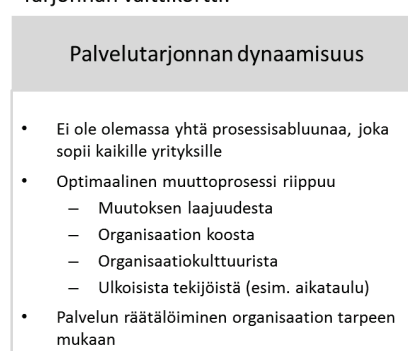 Palvelutarjonnan dynaamisuus
• Ei ole olemassa yhtä prosessisabluunaa, joka
sopii kaikille yrityksille
• Optimaalinen muuttoprosessi riippuu
– Muutoksen laajuudesta
– Organisaation koosta
– Organisaatiokulttuurista
– Ulkoisista tekijöistä (esim. aikataulu)
• Palvelun räätälöiminen organisaation tarpeen
mukaan